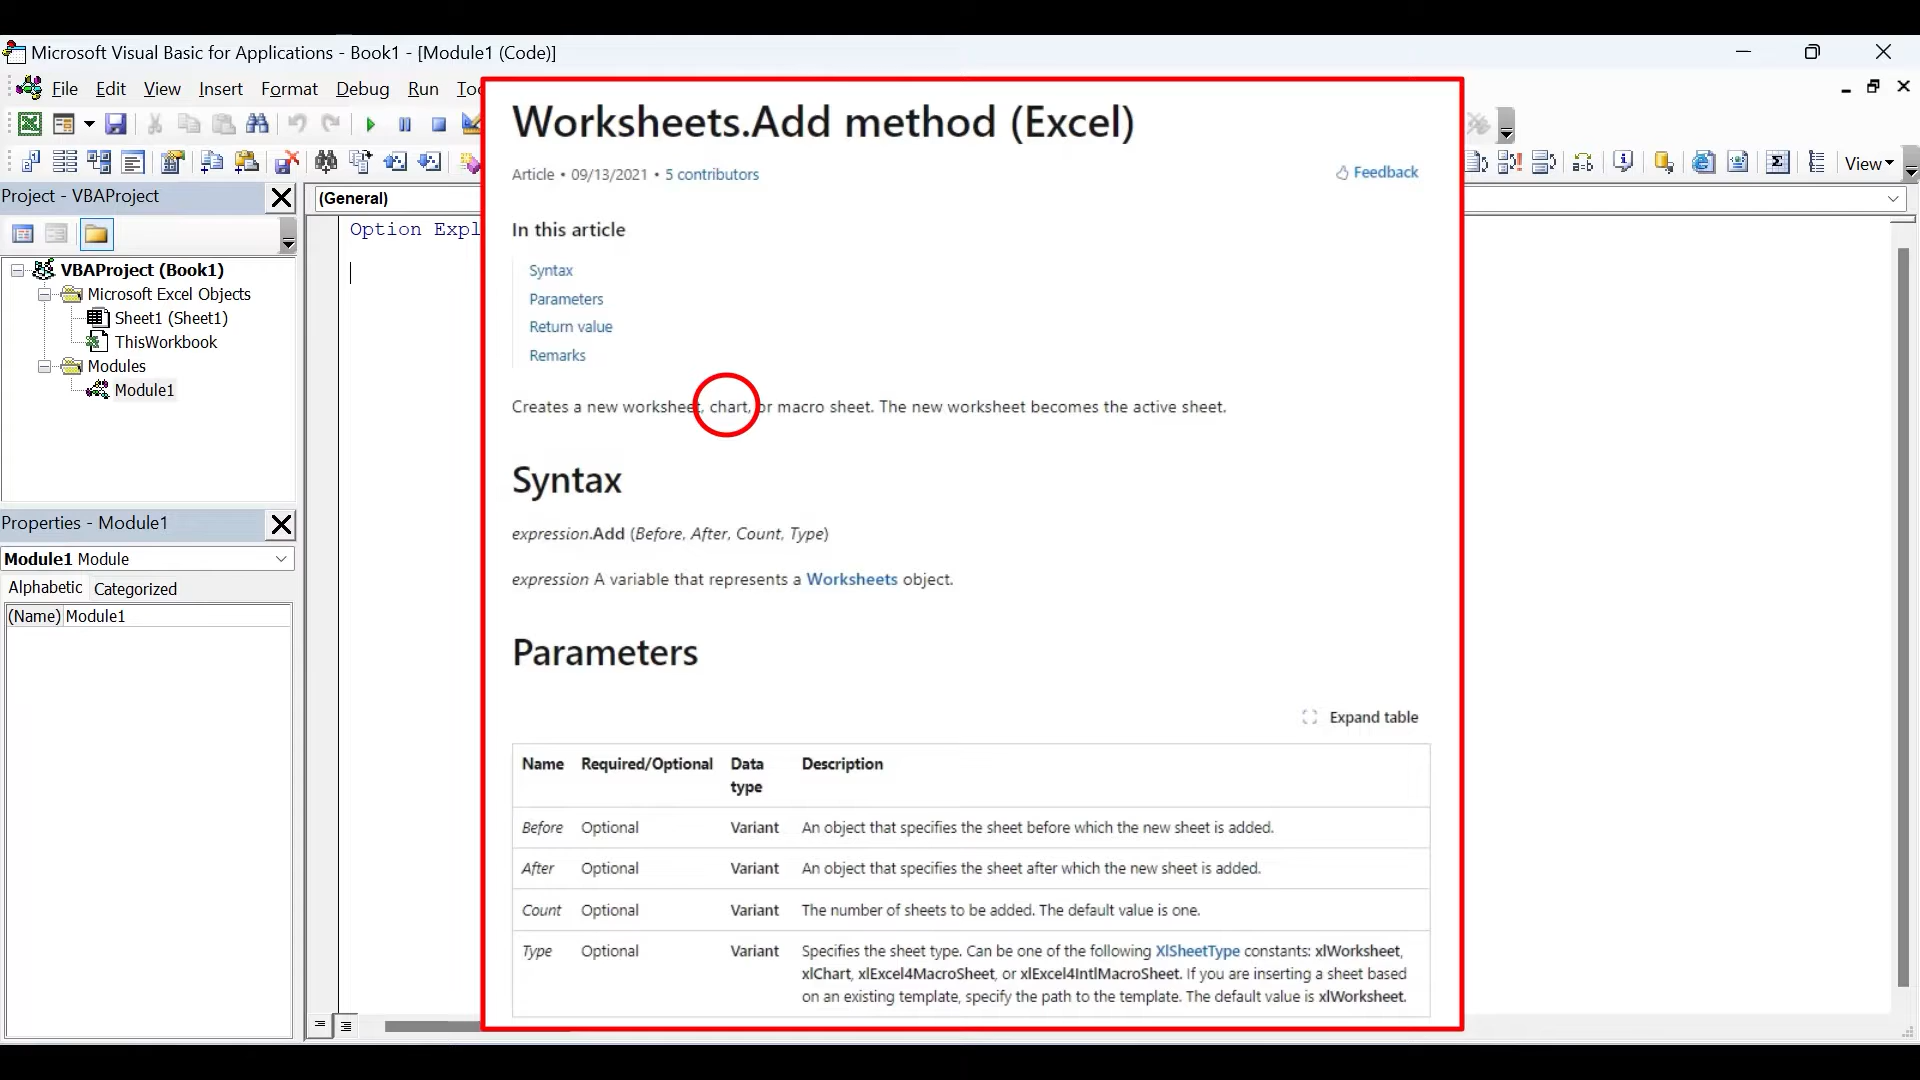 Microsoft Visual Basic for Applications - Book1 - [Module1 (Code)]
File Edit View Insert Format Debug Run
View
Project - VBAProject
VBAProject (Book1)
Microsoft Excel Objects
Sheet1 (Sheet1)
ThisWorkbook
Modules
Module1
Properties - Module1
Module1 Module
Alphabetic Categorized
(Name) Module1
(General)
Option Expl
Worksheets.Add method (Excel)
Article • 09/13/2021 • 5 contributors
Feedback
In this article
Syntax
Parameters
Return value
Remarks
Creates a new worksheet, chart, or macro sheet. The new worksheet becomes the active sheet.
Syntax
expression.Add (Before, After, Count, Type)
expression A variable that represents a Worksheets object.
Parameters
Expand table
Name Required/Optional Data type Description
Before Optional Variant An object that specifies the sheet before which the new sheet is added.
After Optional Variant An object that specifies the sheet after which the new sheet is added.
Count Optional Variant The number of sheets to be added. The default value is one.
Type Optional Variant Specifies the sheet type. Can be one of the following XlSheetType constants: xlWorksheet,
xlChart, xlExcel4MacroSheet, or xlExcel4IntlMacroSheet. If you are inserting a sheet based
on an existing template, specify the path to the template. The default value is xlWorksheet.